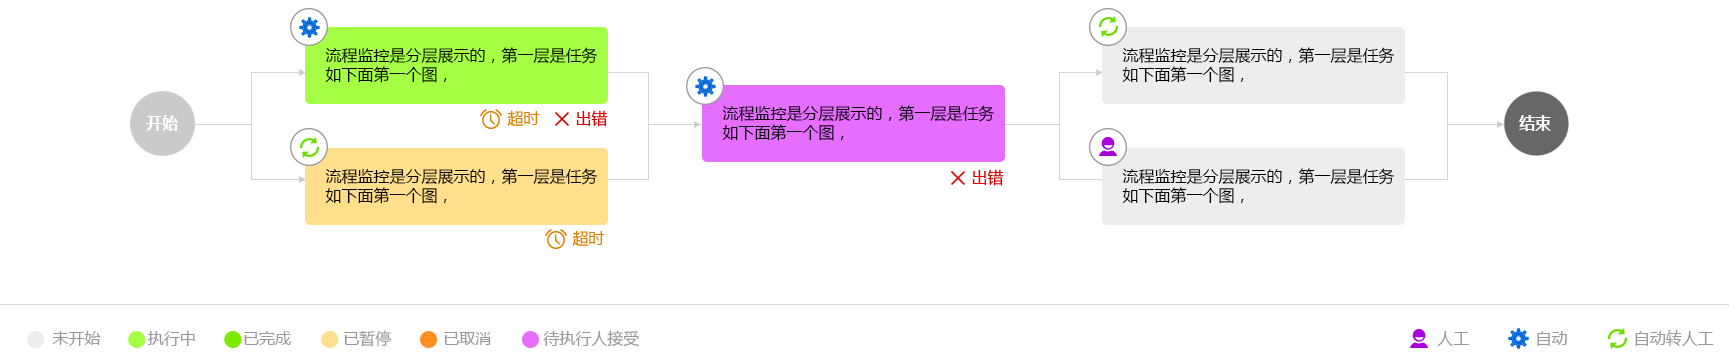 开始
流程监控是分层展示的，第一层是任务
如下面第一个图，
超时
出错
流程监控是分层展示的，第一层是任务
如下面第一个图，
超时
流程监控是分层展示的，第一层是任务
如下面第一个图，
出错
流程监控是分层展示的，第一层是任务
如下面第一个图，
流程监控是分层展示的，第一层是任务
如下面第一个图，
结束
未开始
执行中
已完成
已暂停
已取消
待执行人接受
人工
自动
自动转人工